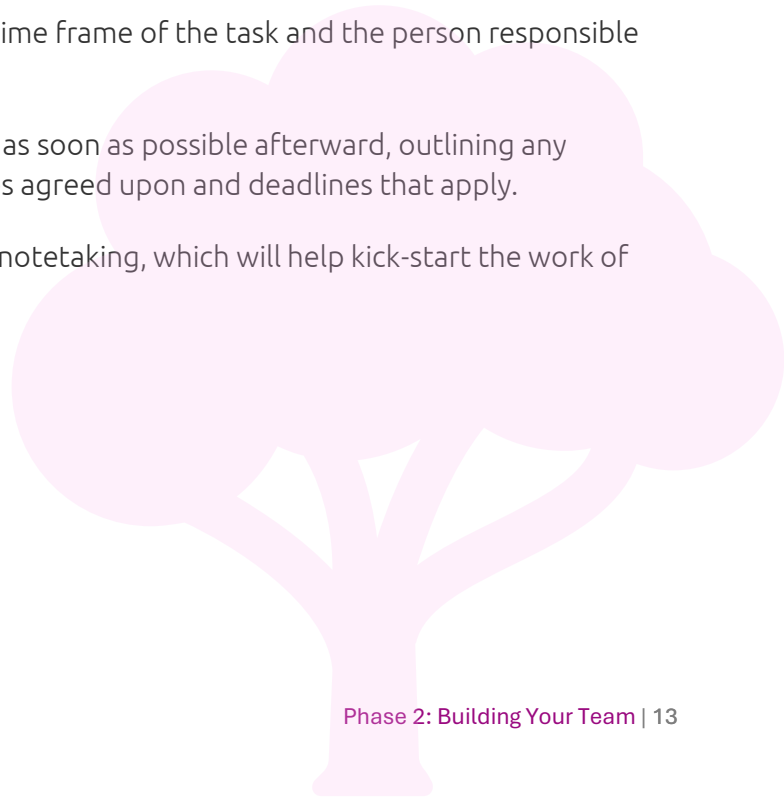 ime frame of the task and the person responsible
as soon as possible afterward, outlining any
s agreed upon and deadlines that apply.
notetaking, which will help kick-start the work of
Phase 2: Building Your Team | 13